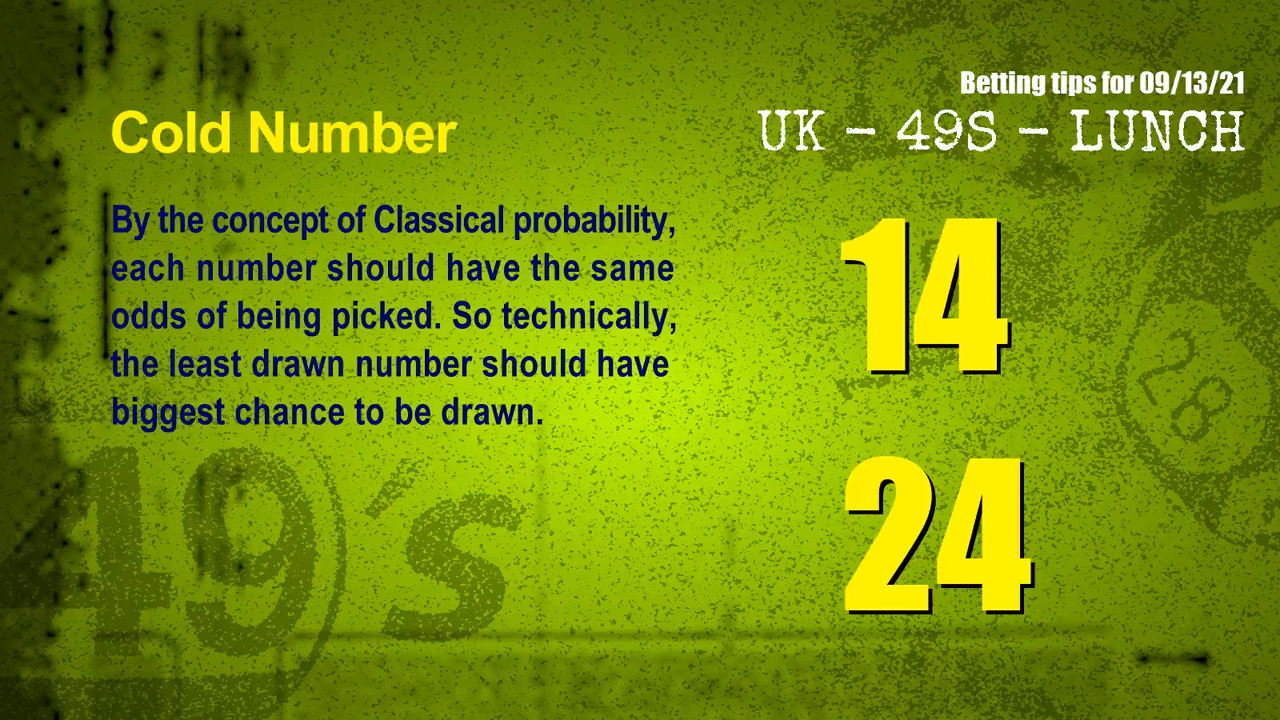 Betting tips for 09/13/21
UK - 49S - LUNCH
Cold Number
By the concept of Classical probability,
each number should have the same
odds of being picked. So technically,
the least drawn number should have
biggest chance to be drawn.
14
24
49's
28